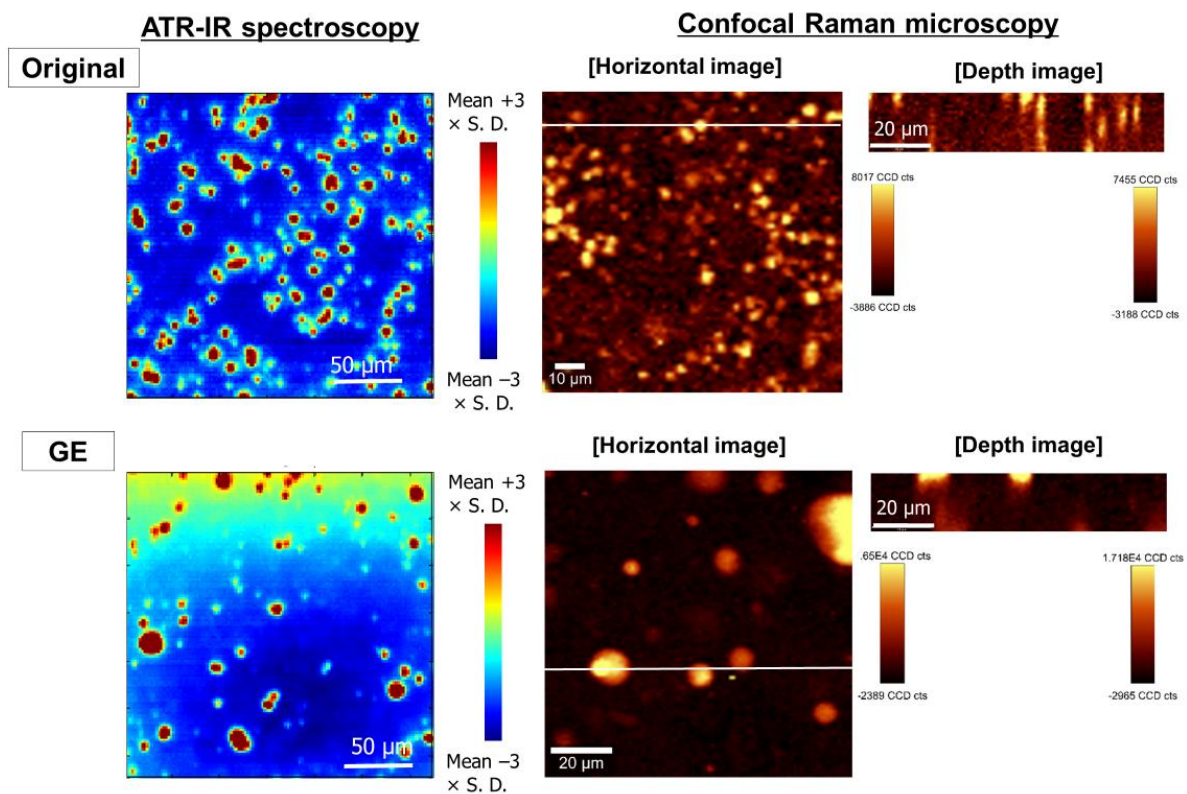 ATR-IR spectroscopy
Confocal Raman microscopy
Original
[Horizontal image]
[Depth image]
Mean +3
× S. D.
50 µm
Mean –3
× S. D.
10 µm
20 µm
8017 CCD cts
-3886 CCD cts
7455 CCD cts
-3188 CCD cts
GE
[Horizontal image]
[Depth image]
Mean +3
× S. D.
50 µm
Mean –3
× S. D.
20 µm
20 µm
.65E4 CCD cts
-2389 CCD cts
1.718E4 CCD cts
-2965 CCD cts